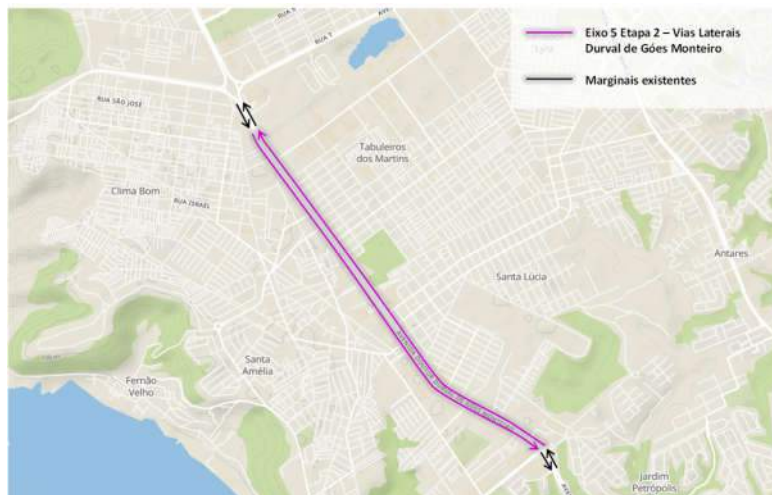 Eixo 5 Etapa 2 – Vias Laterais
Durval de Góes Monteiro
Marginais existentes
RUA Y
RUA SÃO JOSÉ
Tabuleiros
dos Martins
Clima Bom
RUA ISRAEL
Antares
Santa Lúcia
Santa
Amélia
Fernão
Velho
Jardim
Petrópolis